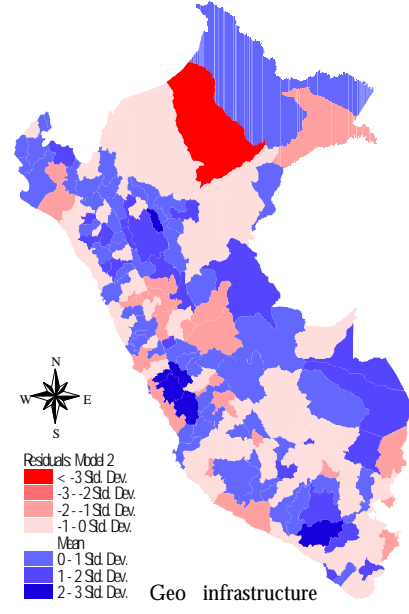 N
W E
S
Residuals: Model 2
< -3 Std. Dev.
-3 - -2 Std. Dev.
-2 - -1 Std. Dev.
-1 - 0 Std. Dev.
Mean
0 - 1 Std. Dev.
1 - 2 Std. Dev.
2 - 3 Std. Dev.
Geo infrastructure